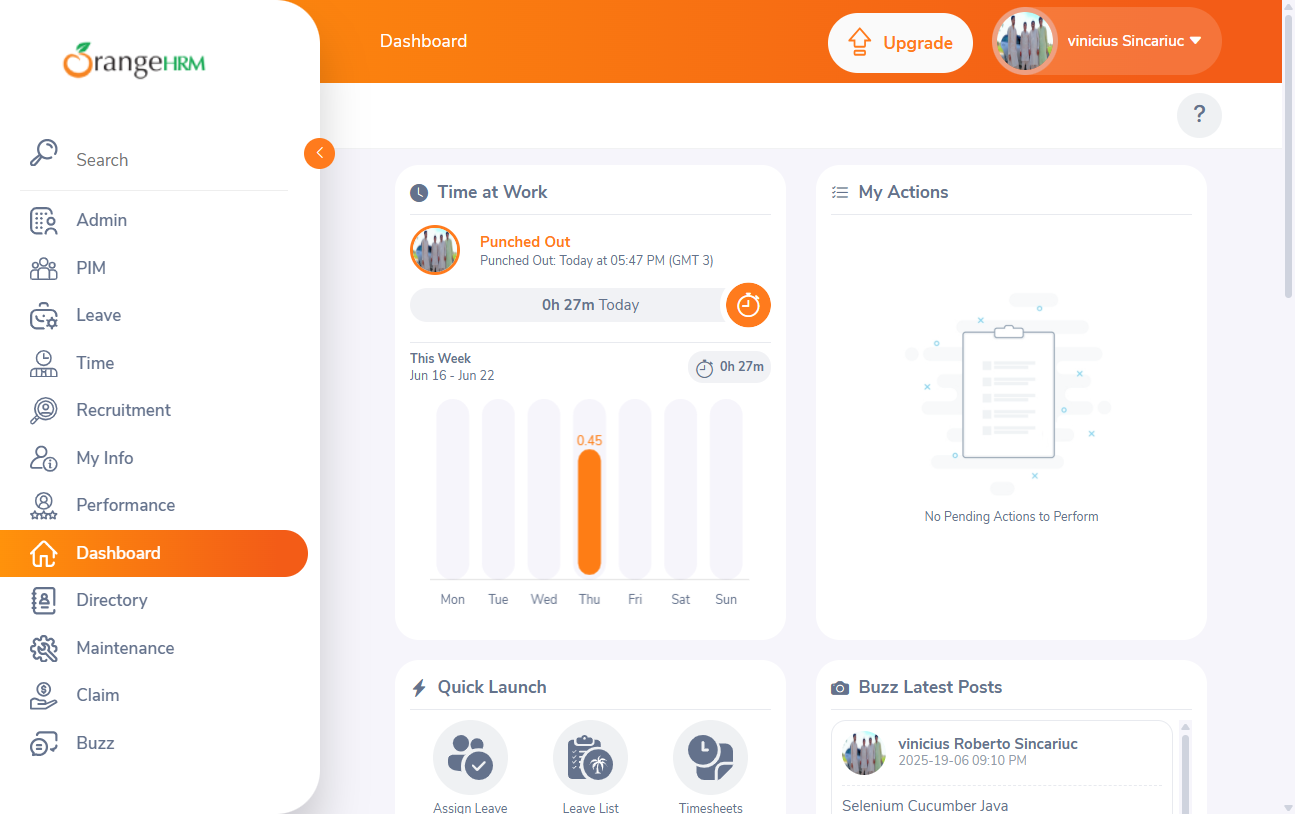 OrangeHRM
Search
Admin
PIM
Leave
Time
Recruitment
My Info
Performance
Dashboard
Directory
Maintenance
Claim
Buzz
Dashboard
Upgrade
vinicius Sincariuc
?
Time at Work
Punched Out
Punched Out: Today at 05:47 PM (GMT 3)
0h 27m Today
This Week
Jun 16 - Jun 22
0h 27m
0.45
Mon Tue Wed Thu Fri Sat Sun
My Actions
No Pending Actions to Perform
Quick Launch
Assign Leave Leave List Timesheets
Buzz Latest Posts
vinicius Roberto Sincariuc
2025-19-06 09:10 PM
Selenium Cucumber Java